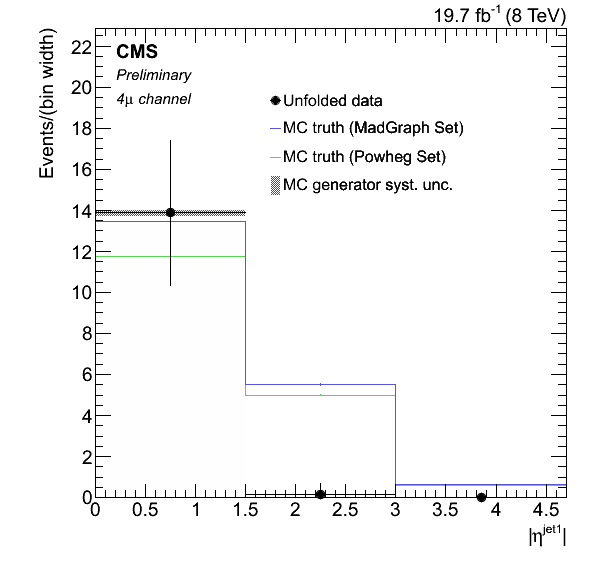 19.7 fb⁻¹ (8 TeV)
Events/(bin width)
CMS
Preliminary
4μ channel
Unfolded data
MC truth (MadGraph Set)
MC truth (Powheg Set)
MC generator syst. unc.
22
20
18
16
14
12
10
8
6
4
2
0
0 0.5 1 1.5 2 2.5 3 3.5 4 4.5
|η^jet1|